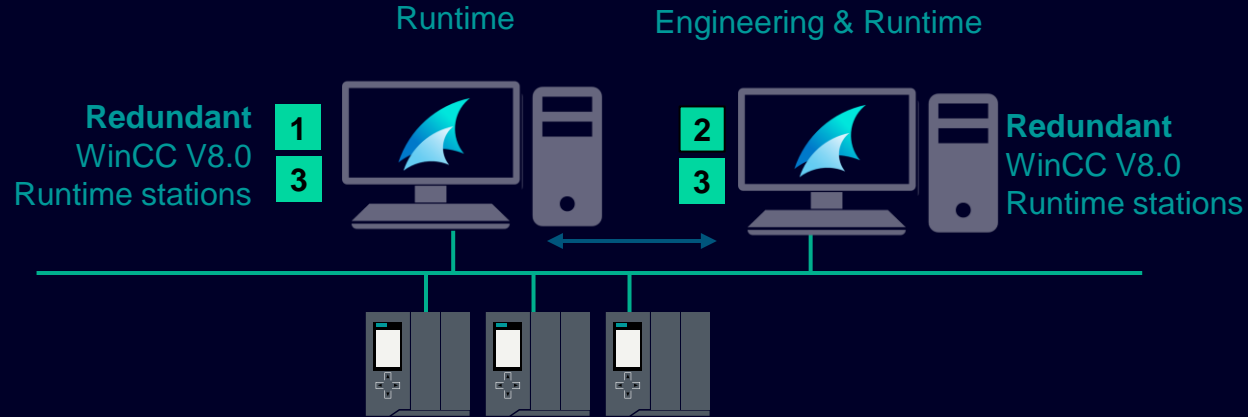 Runtime
Engineering & Runtime
Redundant
WinCC V8.0
Runtime stations
1
3
2
3
Redundant
WinCC V8.0
Runtime stations